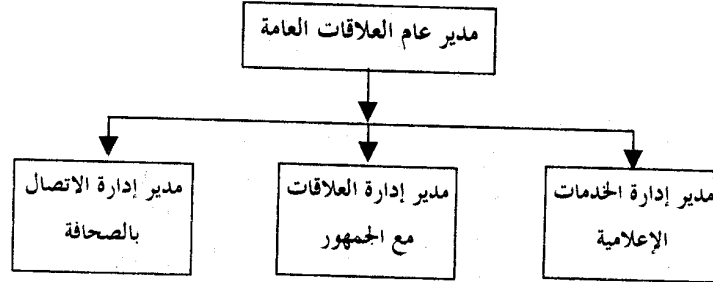 مدير عام العلاقات العامة
مدير إدارة الخدمات
الإعلامية
مدير إدارة العلاقات
مع الجمهور
مدير إدارة الاتصال
بالصحافة